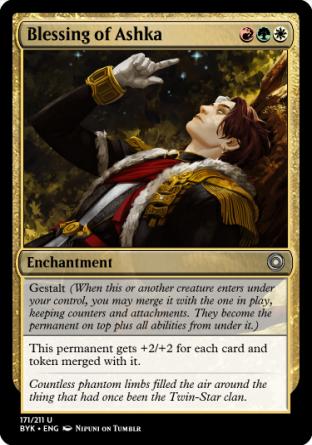 Blessing of Ashka
Enchantment
Gestalt (When this or another creature enters under
your control, you may merge it with the one in play,
keeping counters and attachments. They become the
permanent on top plus all abilities from under it.)
This permanent gets +2/+2 for each card and
token merged with it.
Countless phantom limbs filled the air around the
thing that had once been the Twin-Star clan.
171/211 U
BYK • ENG Nipuni on Tumblr